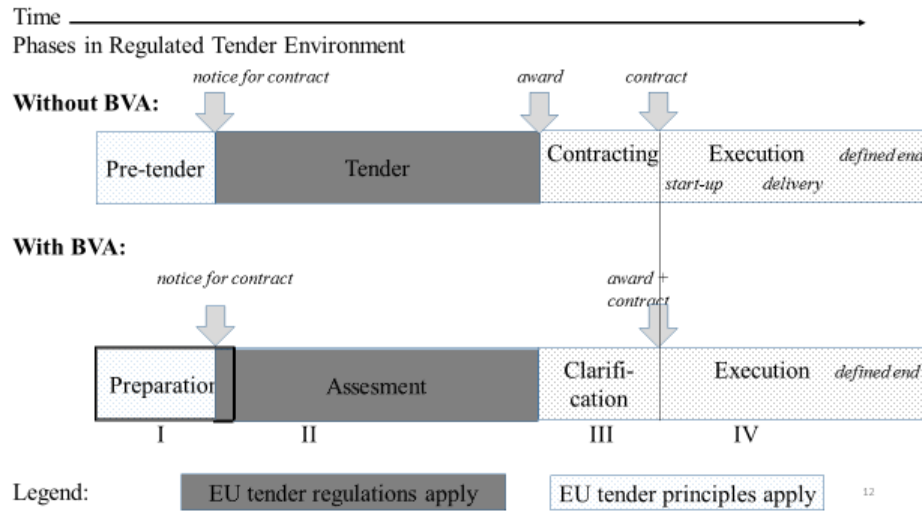 Time
Phases in Regulated Tender Environment
notice for contract award contract
Without BVA:
Pre-tender Tender Contracting Execution defined end
start-up delivery
With BVA:
notice for contract award +
contract
Preparation Assesment Clarifi-
cation Execution defined end
I II III IV
Legend: EU tender regulations apply EU tender principles apply 12